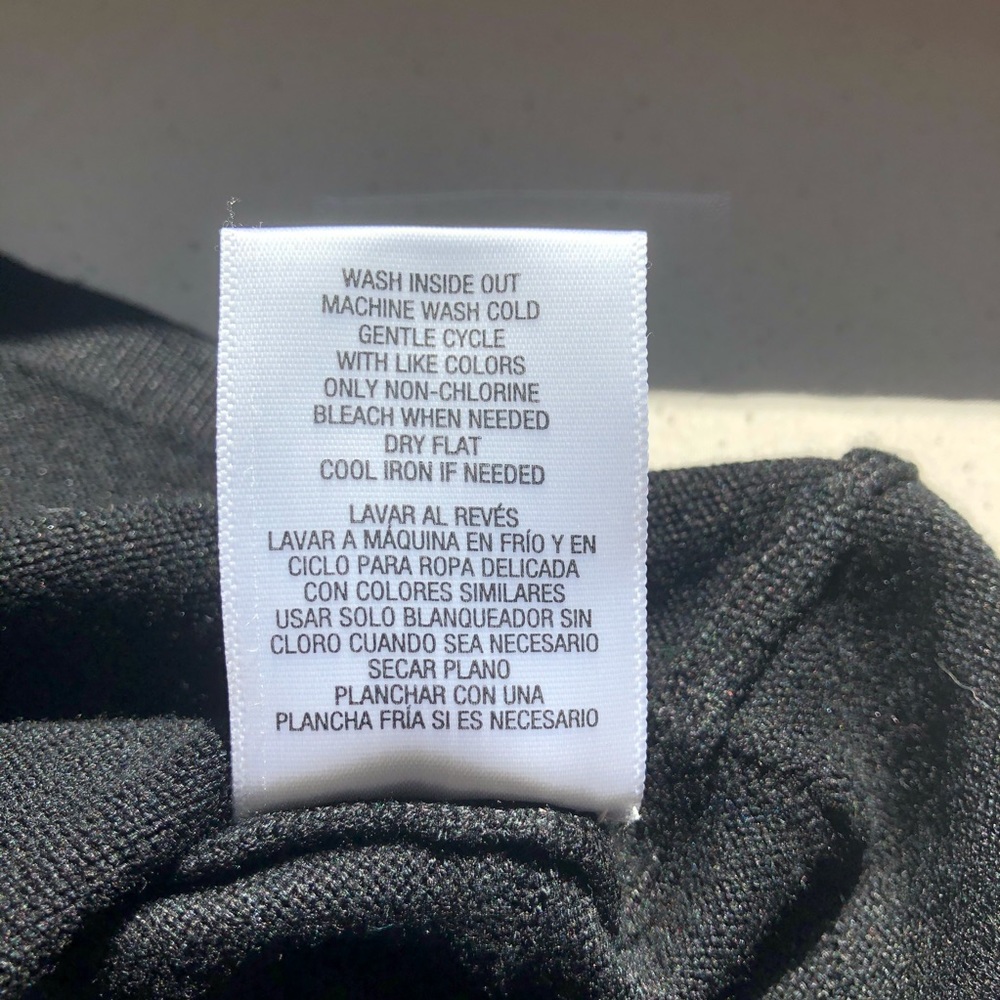 WASH INSIDE OUT
MACHINE WASH COLD
GENTLE CYCLE
WITH LIKE COLORS
ONLY NON-CHLORINE
BLEACH WHEN NEEDED
DRY FLAT
COOL IRON IF NEEDED
LAVAR AL REVÉS
LAVAR A MÁQUINA EN FRÍO Y EN
CICLO PARA ROPA DELICADA
CON COLORES SIMILARES
USAR SOLO BLANQUEADOR SIN
CLORO CUANDO SEA NECESARIO
SECAR PLANO
PLANCHAR CON UNA
PLANCHA FRÍA SI ES NECESARIO